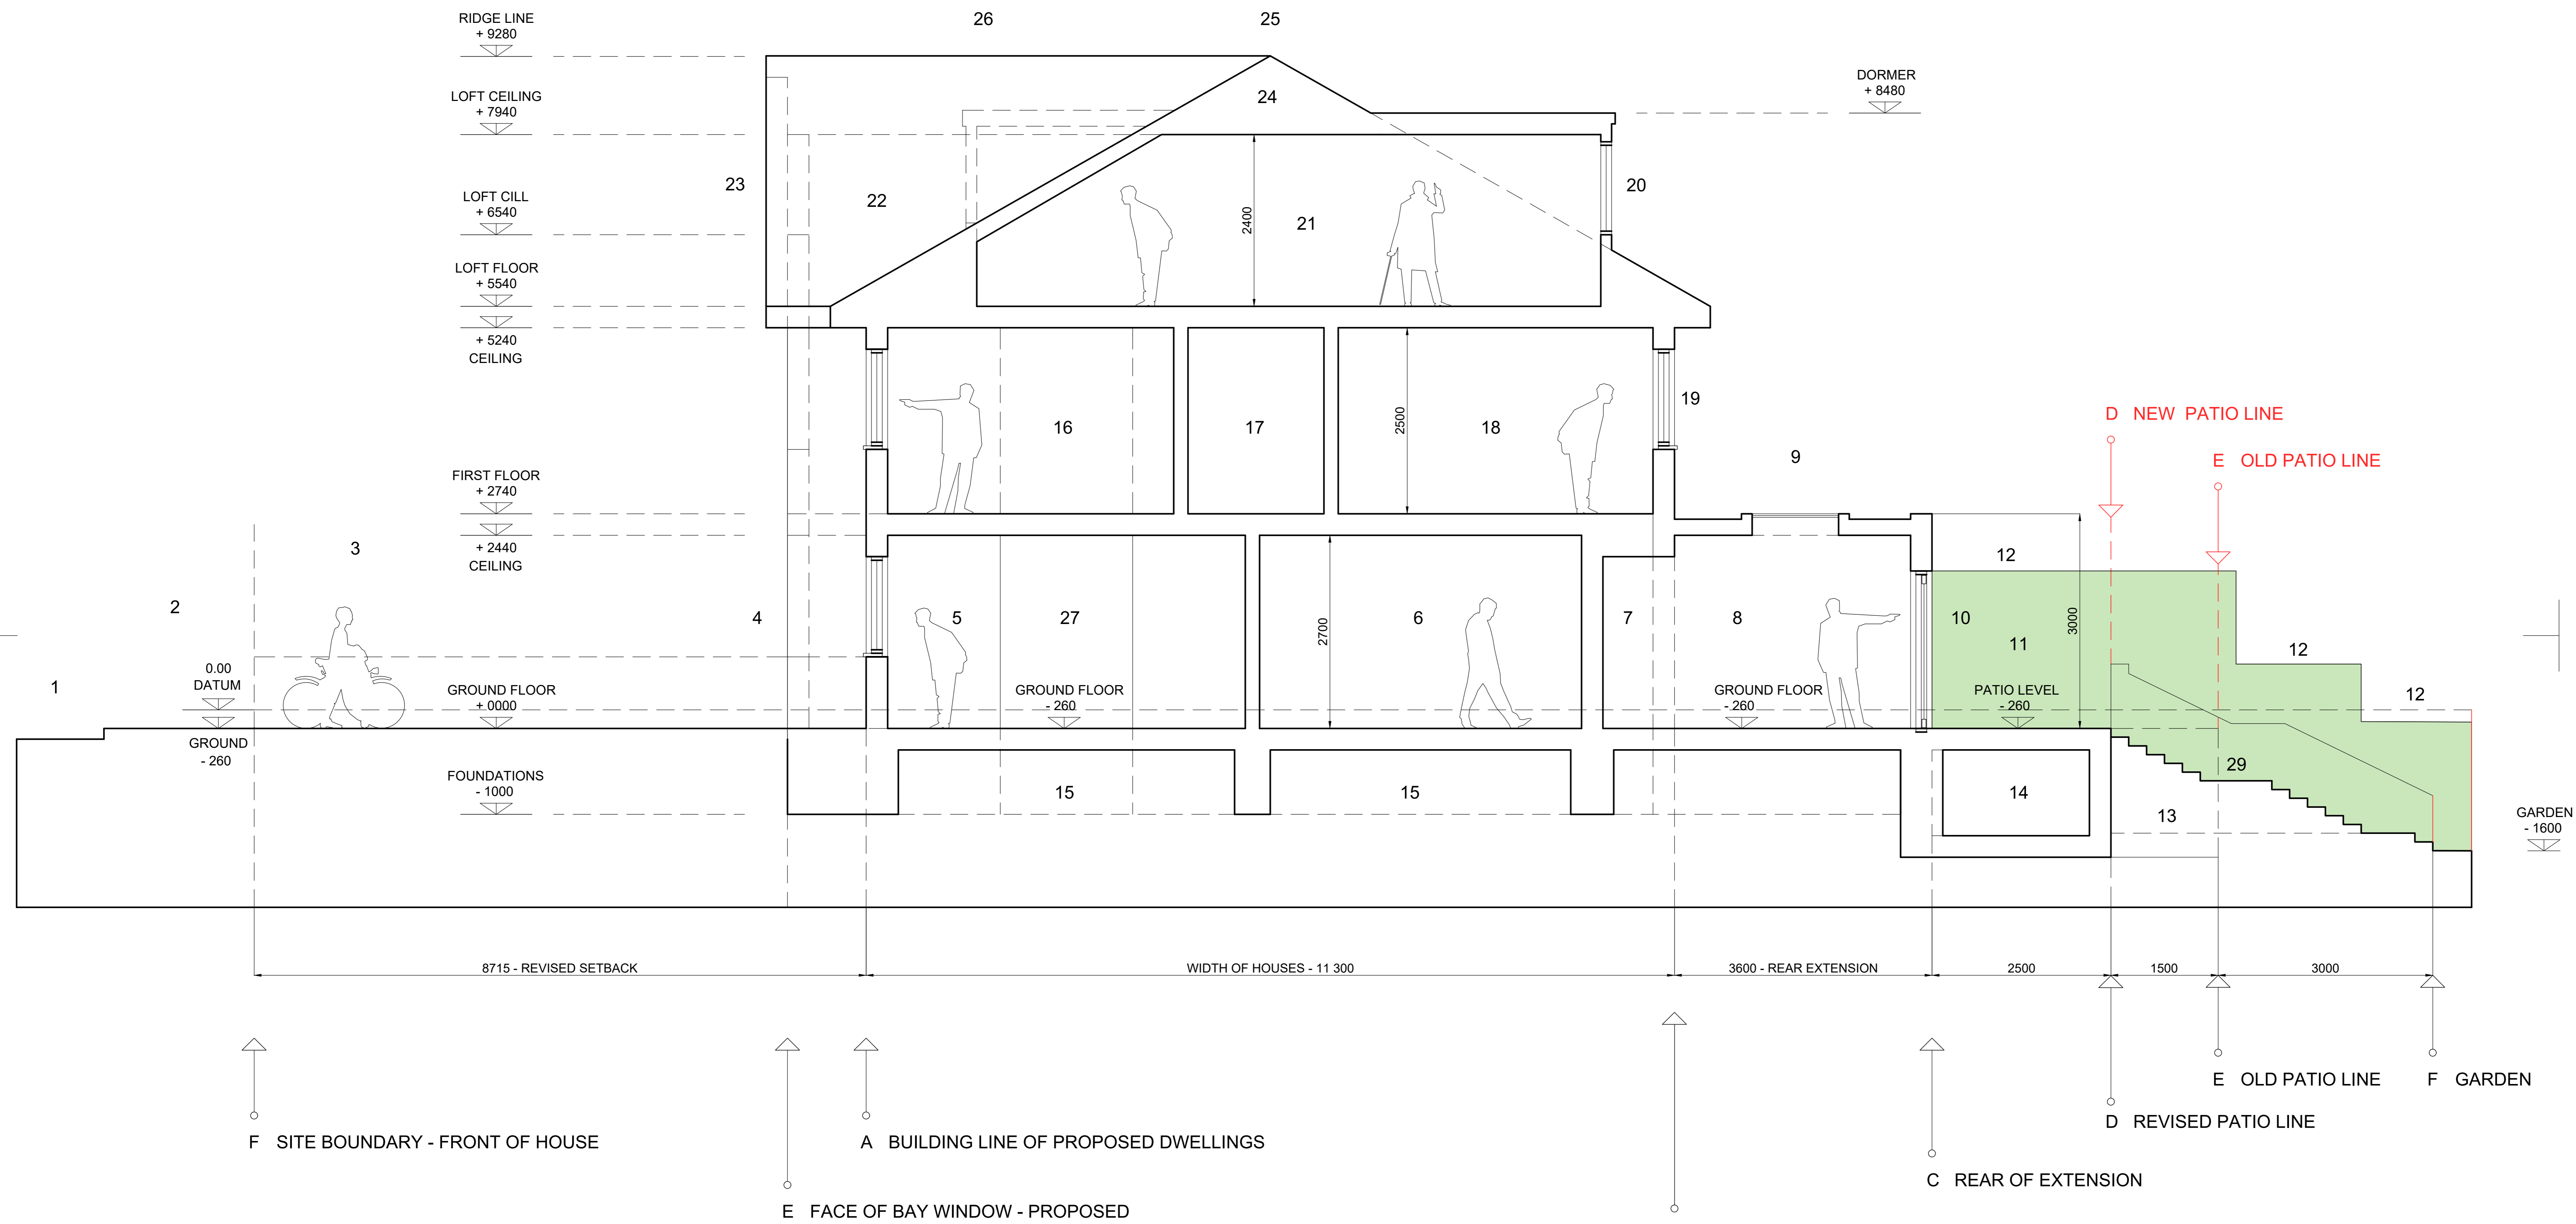 RIDGE LINE
+ 9280
26
25
DORMER
+ 8480
LOFT CEILING
+ 7940
24
23
22
LOFT CILL
+ 6540
2400
21
20
LOFT FLOOR
+ 5540
+ 5240
CEILING
16
17
2500
18
19
D NEW PATIO LINE
E OLD PATIO LINE
9
FIRST FLOOR
+ 2740
+ 2440
CEILING
3
2
12
4
5
27
2700
6
7
8
10
11
3000
12
1
0.00
DATUM
GROUND FLOOR
+ 0000
GROUND FLOOR
- 260
GROUND FLOOR
- 260
PATIO LEVEL
- 260
12
GROUND
- 260
FOUNDATIONS
- 1000
15
15
14
29
13
GARDEN
- 1600
8715 - REVISED SETBACK
WIDTH OF HOUSES - 11 300
3600 - REAR EXTENSION
2500
1500
3000
E OLD PATIO LINE
F GARDEN
D REVISED PATIO LINE
F SITE BOUNDARY - FRONT OF HOUSE
A BUILDING LINE OF PROPOSED DWELLINGS
C REAR OF EXTENSION
E FACE OF BAY WINDOW - PROPOSED